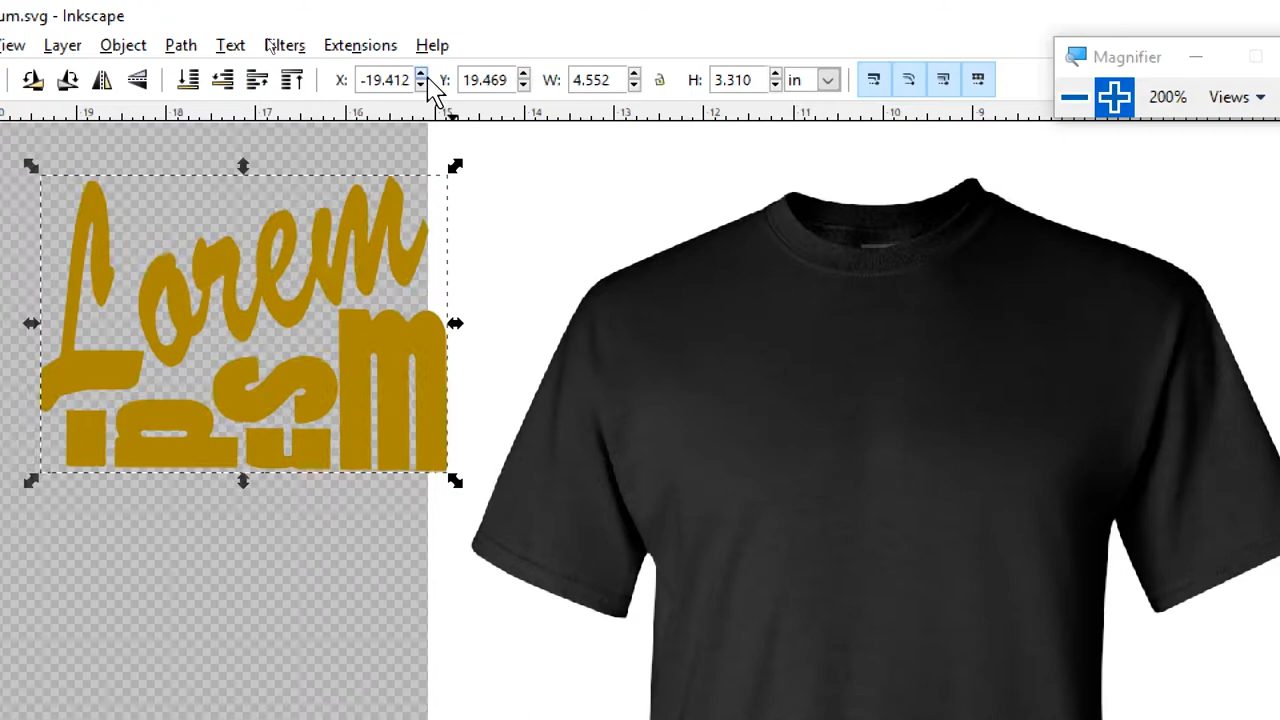 um.svg - Inkscape
iew Layer Object Path Text Filters Extensions Help
X: -19.412 Y: 19.469 W: 4.552 H: 3.310 in
Magnifier
200% Views
-19 -18 -17 -16 -15 -14 -13 -12 -11 -10 -9
Lorem
ipsum